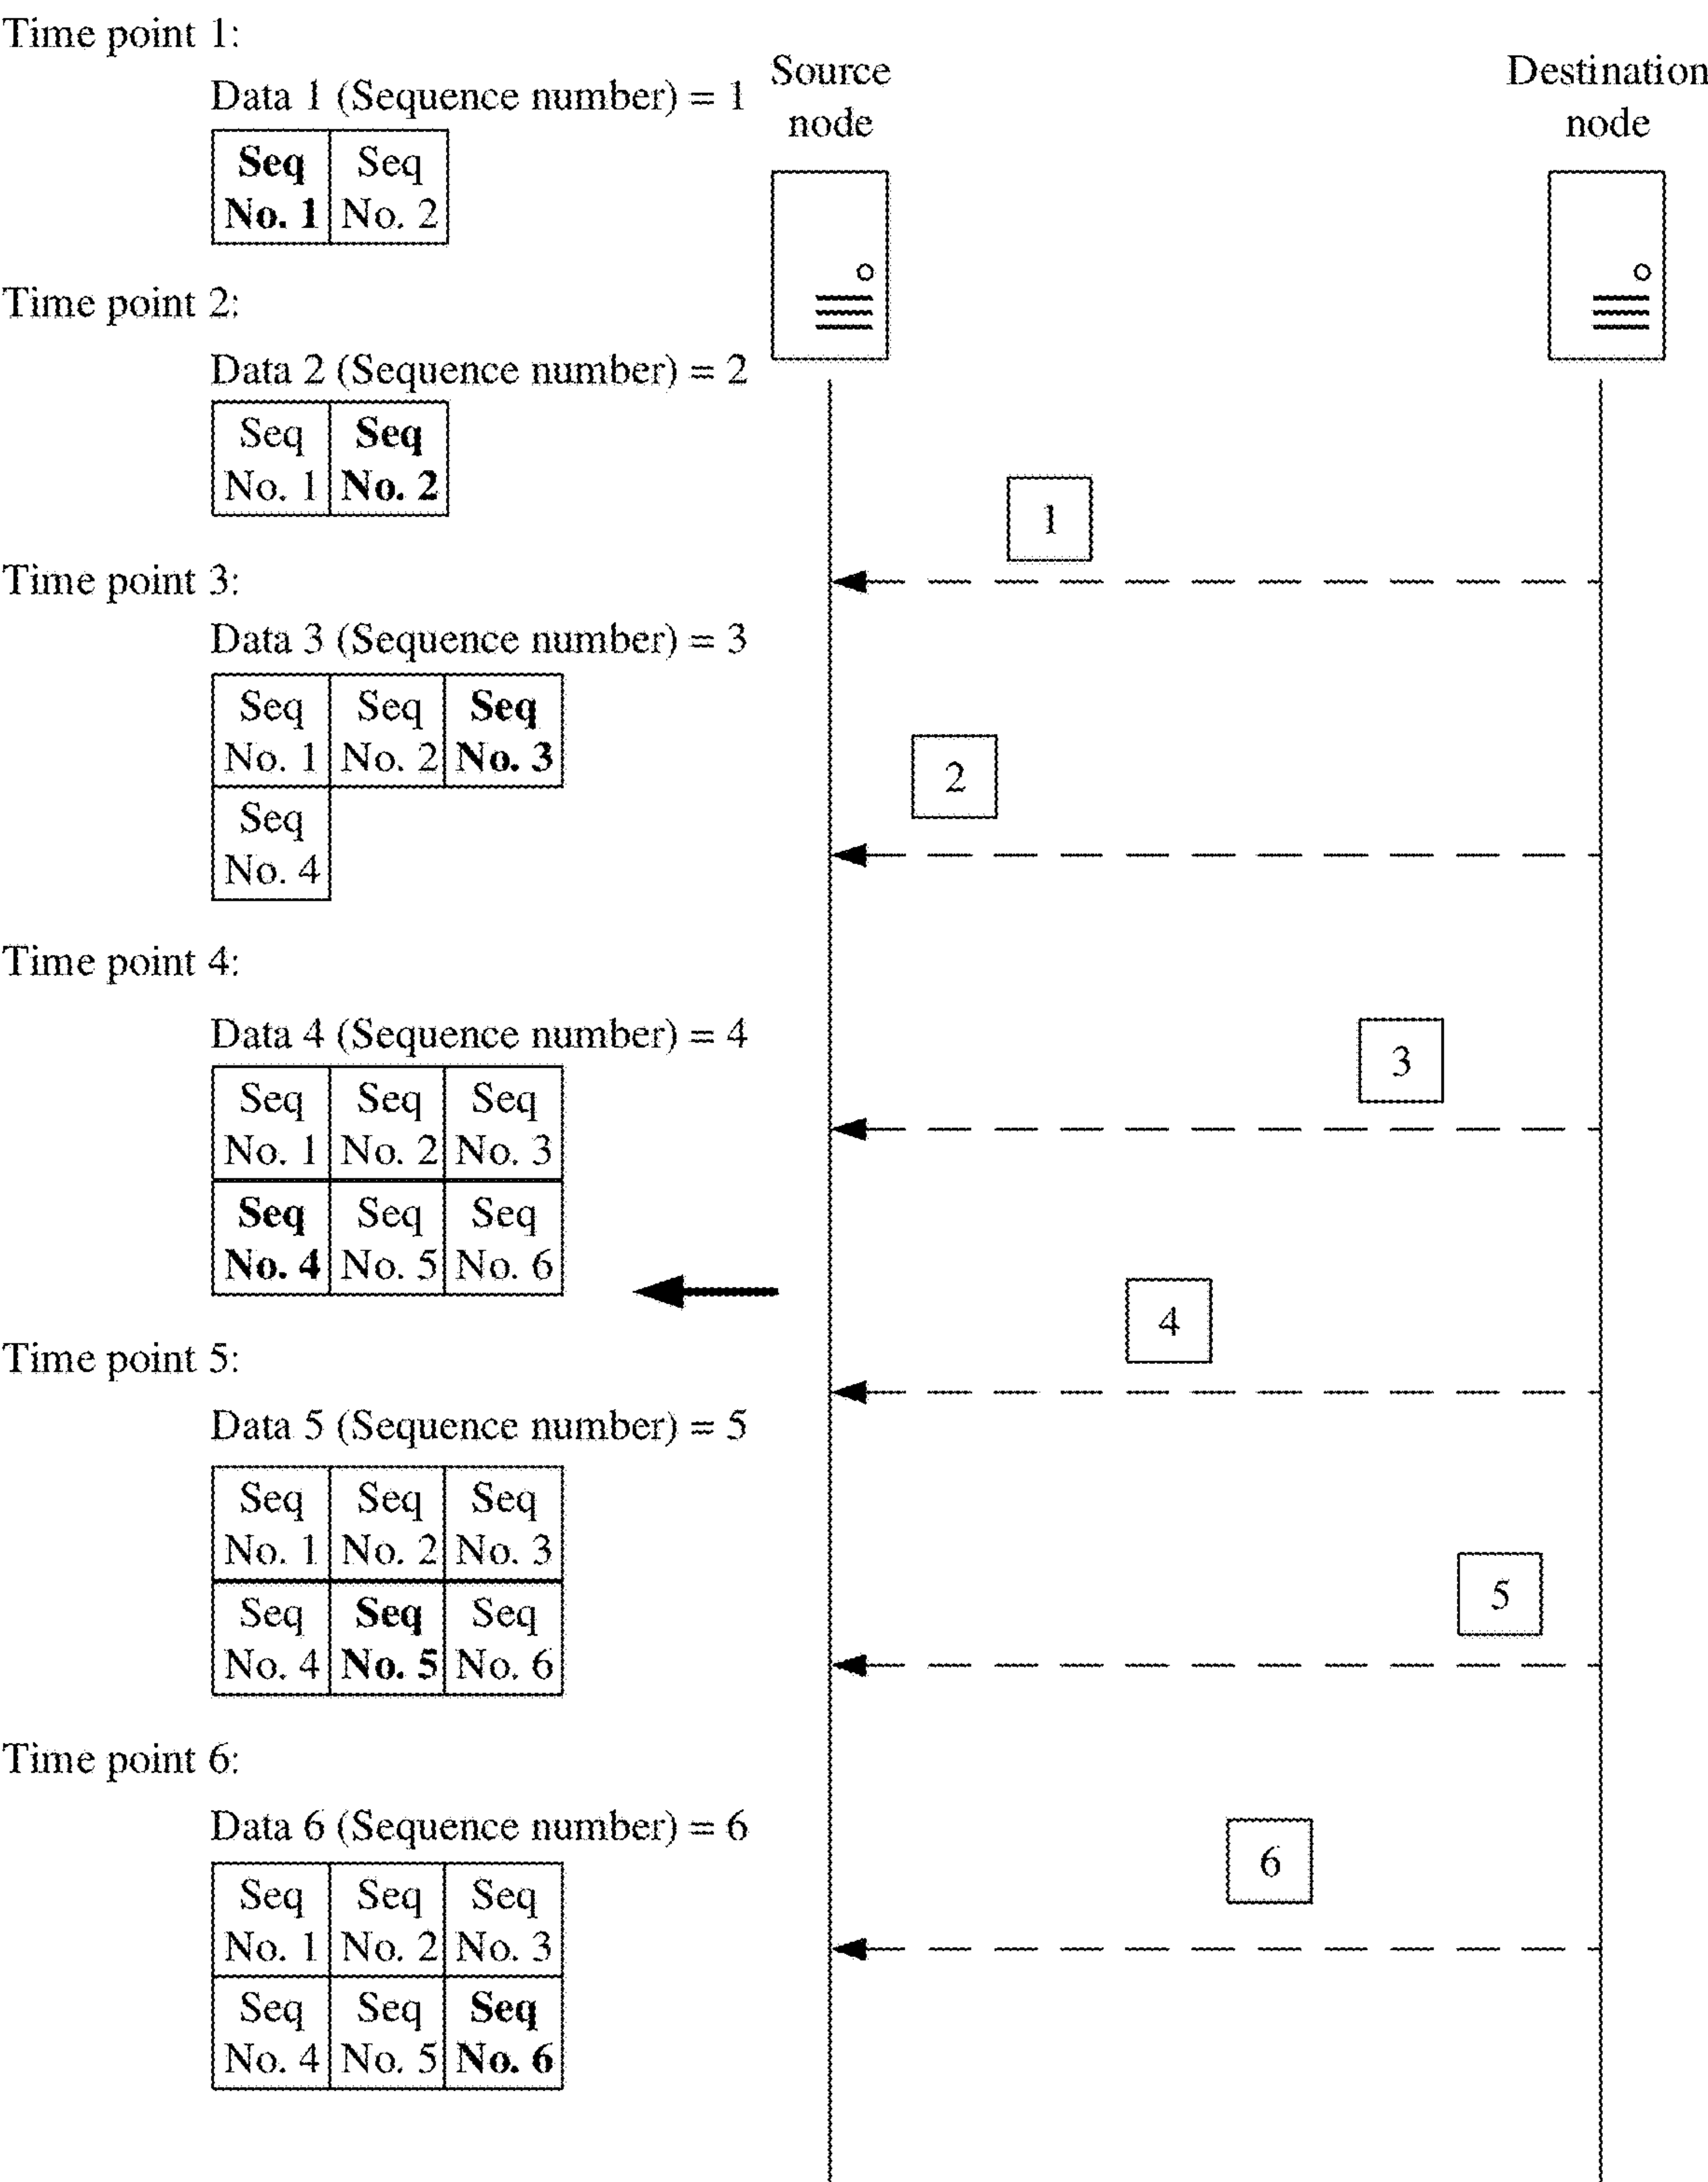 Time point 1:
Data 1 (Sequence number) = 1
Seq Seq
No. 1 No. 2
Source
node
Destination
node
Time point 2:
Data 2 (Sequence number) = 2
Seq Seq
No. 1 No. 2
1
Time point 3:
Data 3 (Sequence number) = 3
Seq Seq Seq
No. 1 No. 2 No. 3
Seq
No. 4
2
Time point 4:
Data 4 (Sequence number) = 4
Seq Seq Seq
No. 1 No. 2 No. 3
Seq Seq Seq
No. 4 No. 5 No. 6
3
4
Time point 5:
Data 5 (Sequence number) = 5
Seq Seq Seq
No. 1 No. 2 No. 3
Seq Seq Seq
No. 4 No. 5 No. 6
5
Time point 6:
Data 6 (Sequence number) = 6
Seq Seq Seq
No. 1 No. 2 No. 3
Seq Seq Seq
No. 4 No. 5 No. 6
6